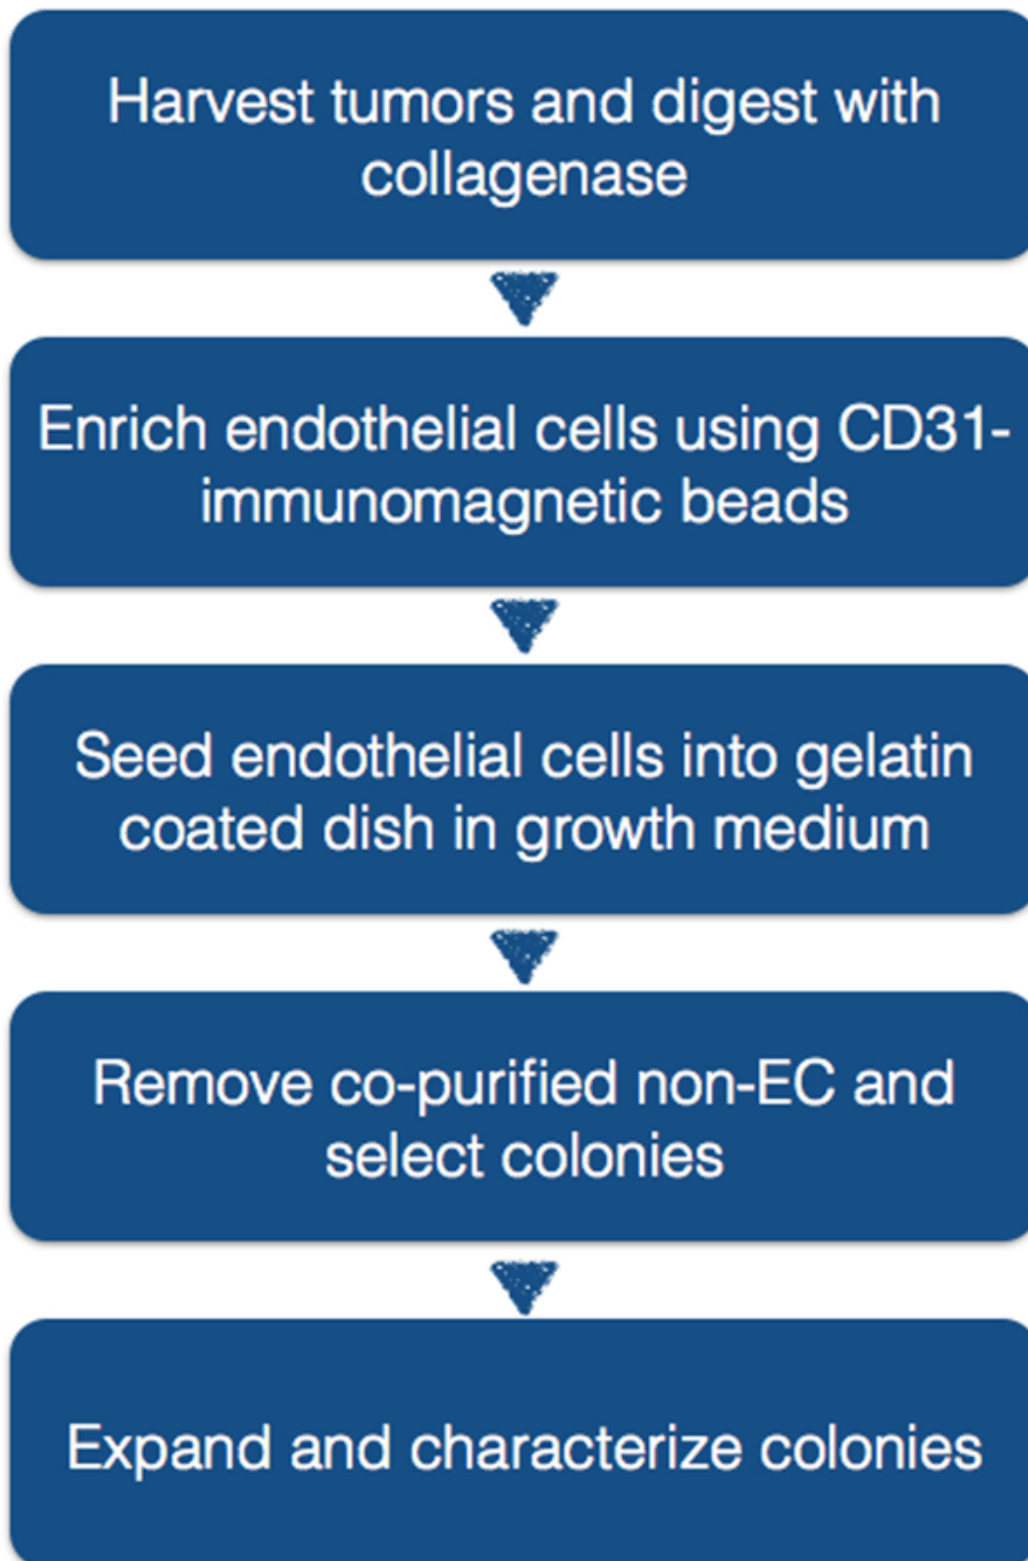 Harvest tumors and digest with
collagenase
Enrich endothelial cells using CD31-
immunomagnetic beads
Seed endothelial cells into gelatin
coated dish in growth medium
Remove co-purified non-EC and
select colonies
Expand and characterize colonies